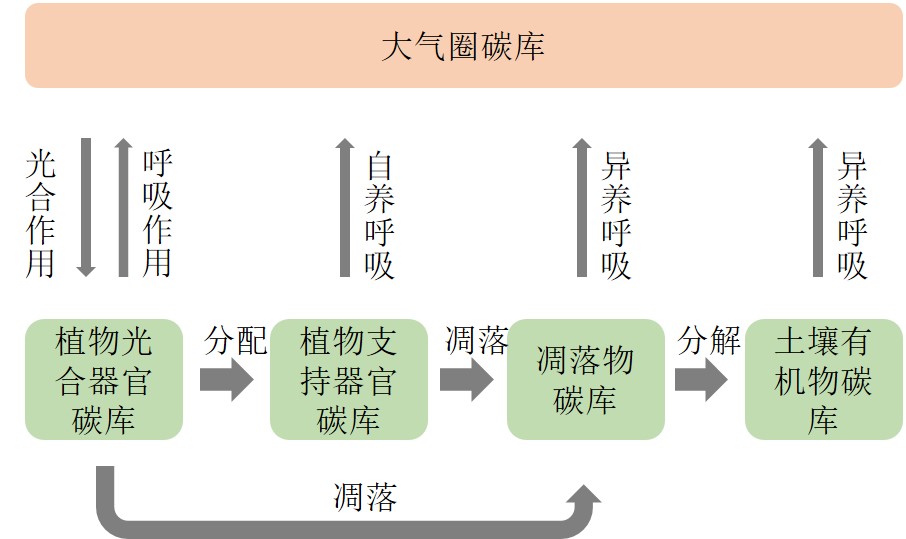 大气圈碳库
光合作用
呼吸作用
自养呼吸
异养呼吸
异养呼吸
植物光
合器官
碳库
分配
植物支
持器官
碳库
凋落
凋落物
碳库
分解
土壤有
机物碳
库
凋落